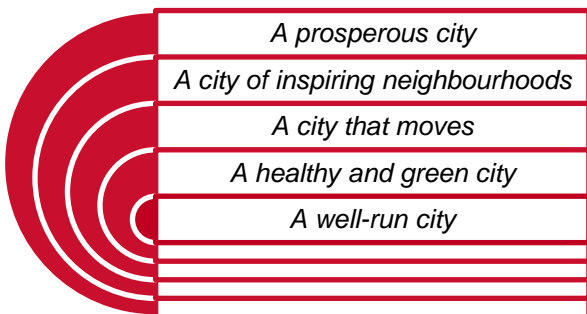 A prosperous city
A city of inspiring neighbourhoods
A city that moves
A healthy and green city
A well-run city